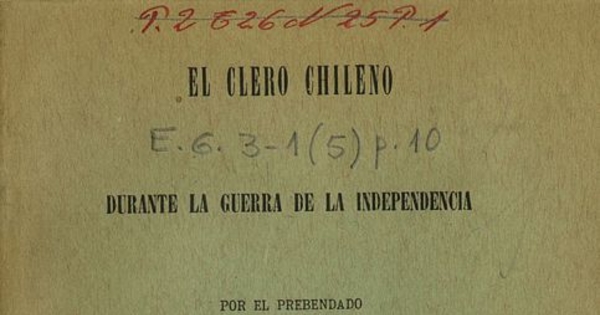 P. 2 E 26 N 25 P. 1
EL CLERO CHILENO
E. 6. 3-1 (5) p. 10
DURANTE LA GUERRA DE LA INDEPENDENCIA
POR EL PREBENDADO